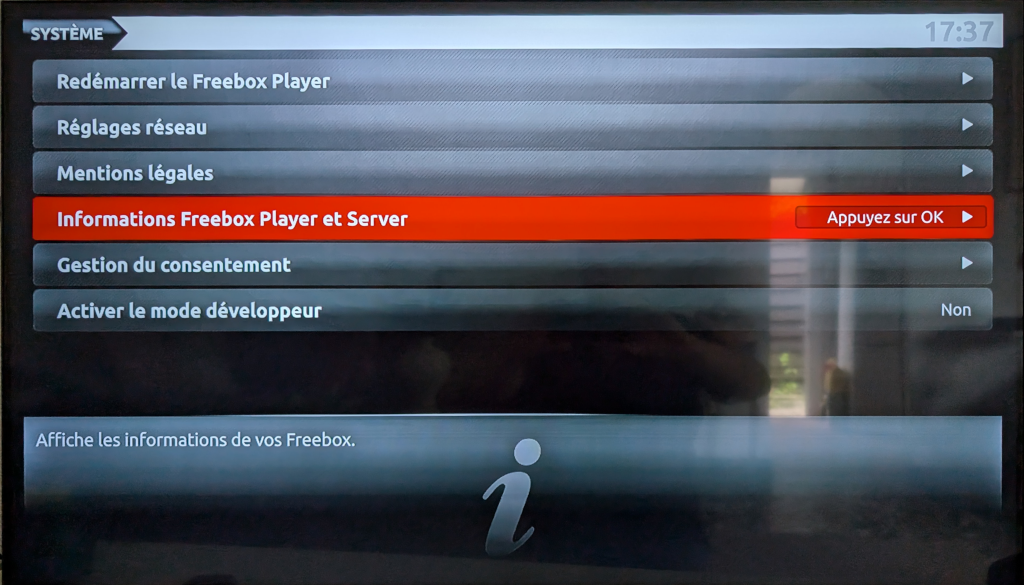 SYSTÈME
17:37
Redémarrer le Freebox Player
Réglages réseau
Mentions légales
Informations Freebox Player et Server
Appuyez sur OK
Gestion du consentement
Activer le mode développeur
Non
Affiche les informations de vos Freebox.